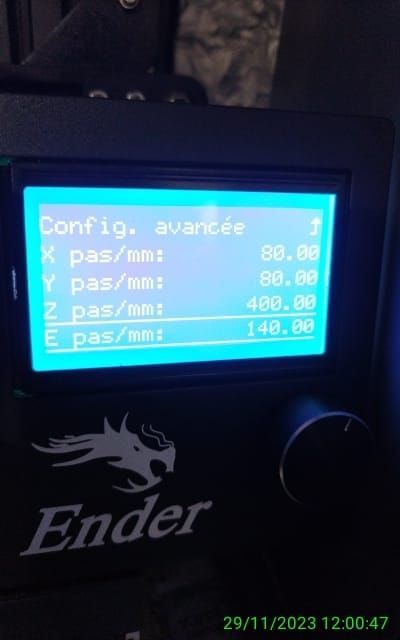 Config. avancée
X pas/mm: 80.00
Y pas/mm: 80.00
Z pas/mm: 400.00
E pas/mm: 140.00
Ender
29/11/2023 12:00:47